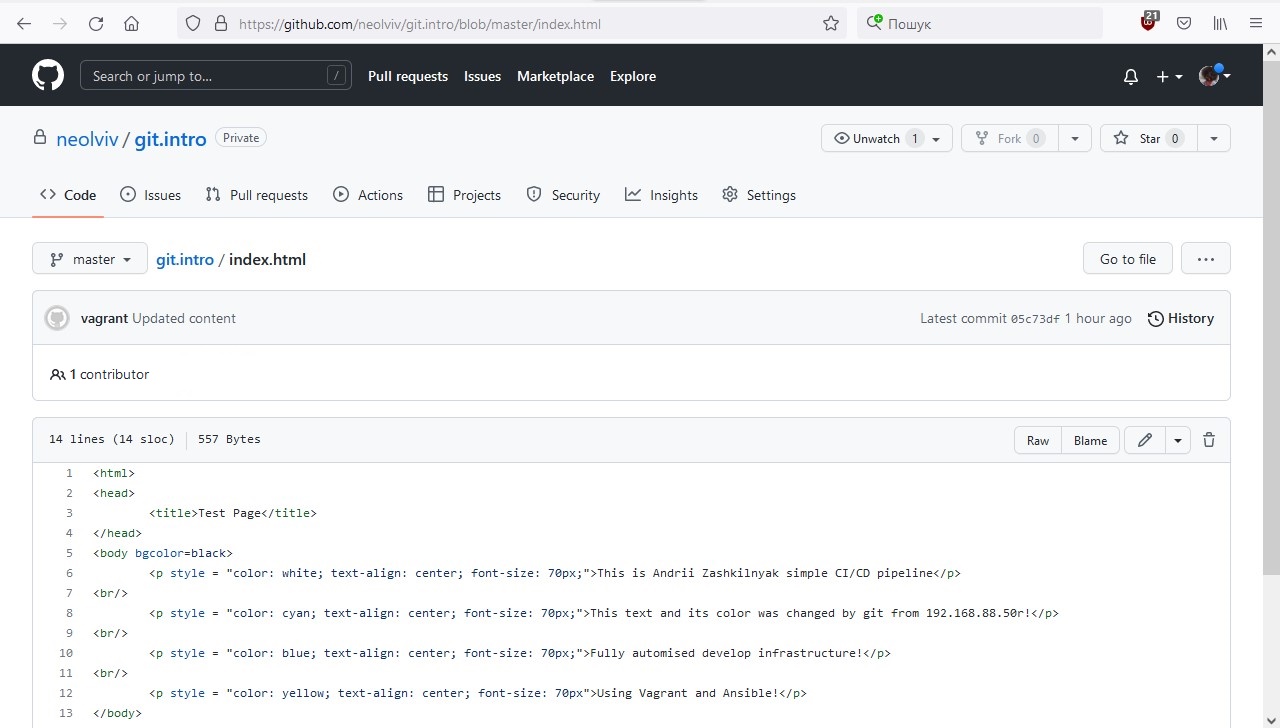 https://github.com/neolviv/git.intro/blob/master/index.html
Пошук
21
Search or jump to...
/
Pull requests
Issues
Marketplace
Explore
neolviv / git.intro
Private
Unwatch 1
Fork 0
Star 0
Code
Issues
Pull requests
Actions
Projects
Security
Insights
Settings
master
git.intro / index.html
Go to file
...
vagrant Updated content
Latest commit 05c73df 1 hour ago
History
1 contributor
14 lines (14 sloc)
557 Bytes
Raw
Blame
1 <html>
2 <head>
3 <title>Test Page</title>
4 </head>
5 <body bgcolor=black>
6 <p style = "color: white; text-align: center; font-size: 70px;">This is Andrii Zashkilnyak simple CI/CD pipeline</p>
7 <br/>
8 <p style = "color: cyan; text-align: center; font-size: 70px;">This text and its color was changed by git from 192.168.88.50r!</p>
9 <br/>
10 <p style = "color: blue; text-align: center; font-size: 70px;">Fully automised develop infrastructure!</p>
11 <br/>
12 <p style = "color: yellow; text-align: center; font-size: 70px">Using Vagrant and Ansible!</p>
13 </body>